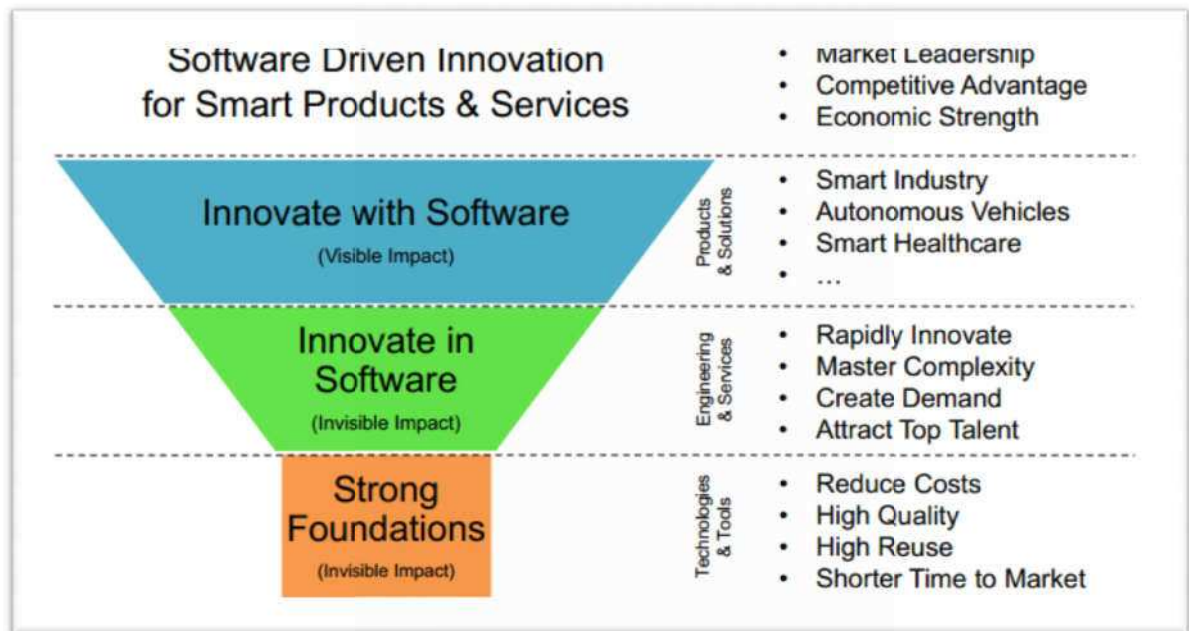 Software Driven Innovation
for Smart Products & Services
• Market Leadership
• Competitive Advantage
• Economic Strength
Innovate with Software
(Visible Impact)
Products
& Solutions
• Smart Industry
• Autonomous Vehicles
• Smart Healthcare
• ...
Innovate in
Software
(Invisible Impact)
Engineering
& Services
• Rapidly Innovate
• Master Complexity
• Create Demand
• Attract Top Talent
Strong
Foundations
(Invisible Impact)
Technologies
& Tools
• Reduce Costs
• High Quality
• High Reuse
• Shorter Time to Market